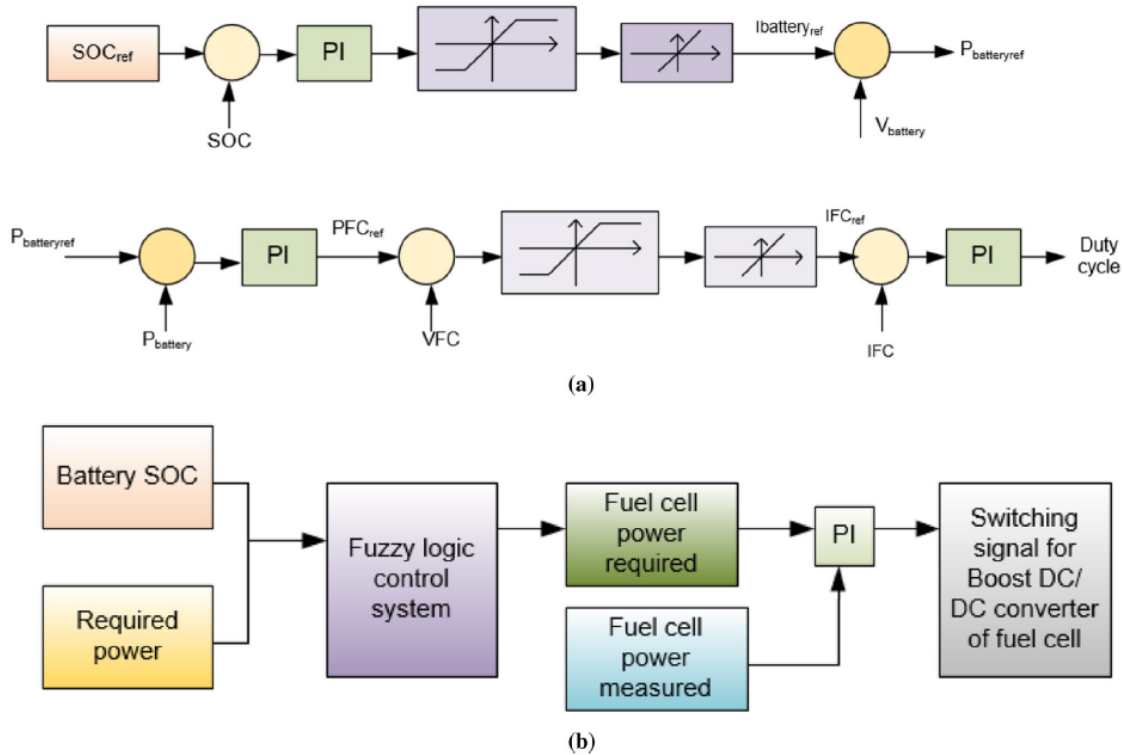 SOCref
PI
Ibatteryref
Pbatteryref
SOC
Vbattery
Pbatteryref
PI
PFCref
IFCref
PI
Duty
cycle
Pbattery
VFC
IFC
(a)
Battery SOC
Required
power
Fuzzy logic
control
system
Fuel cell
power
required
Fuel cell
power
measured
PI
Switching
signal for
Boost DC/
DC converter
of fuel cell
(b)